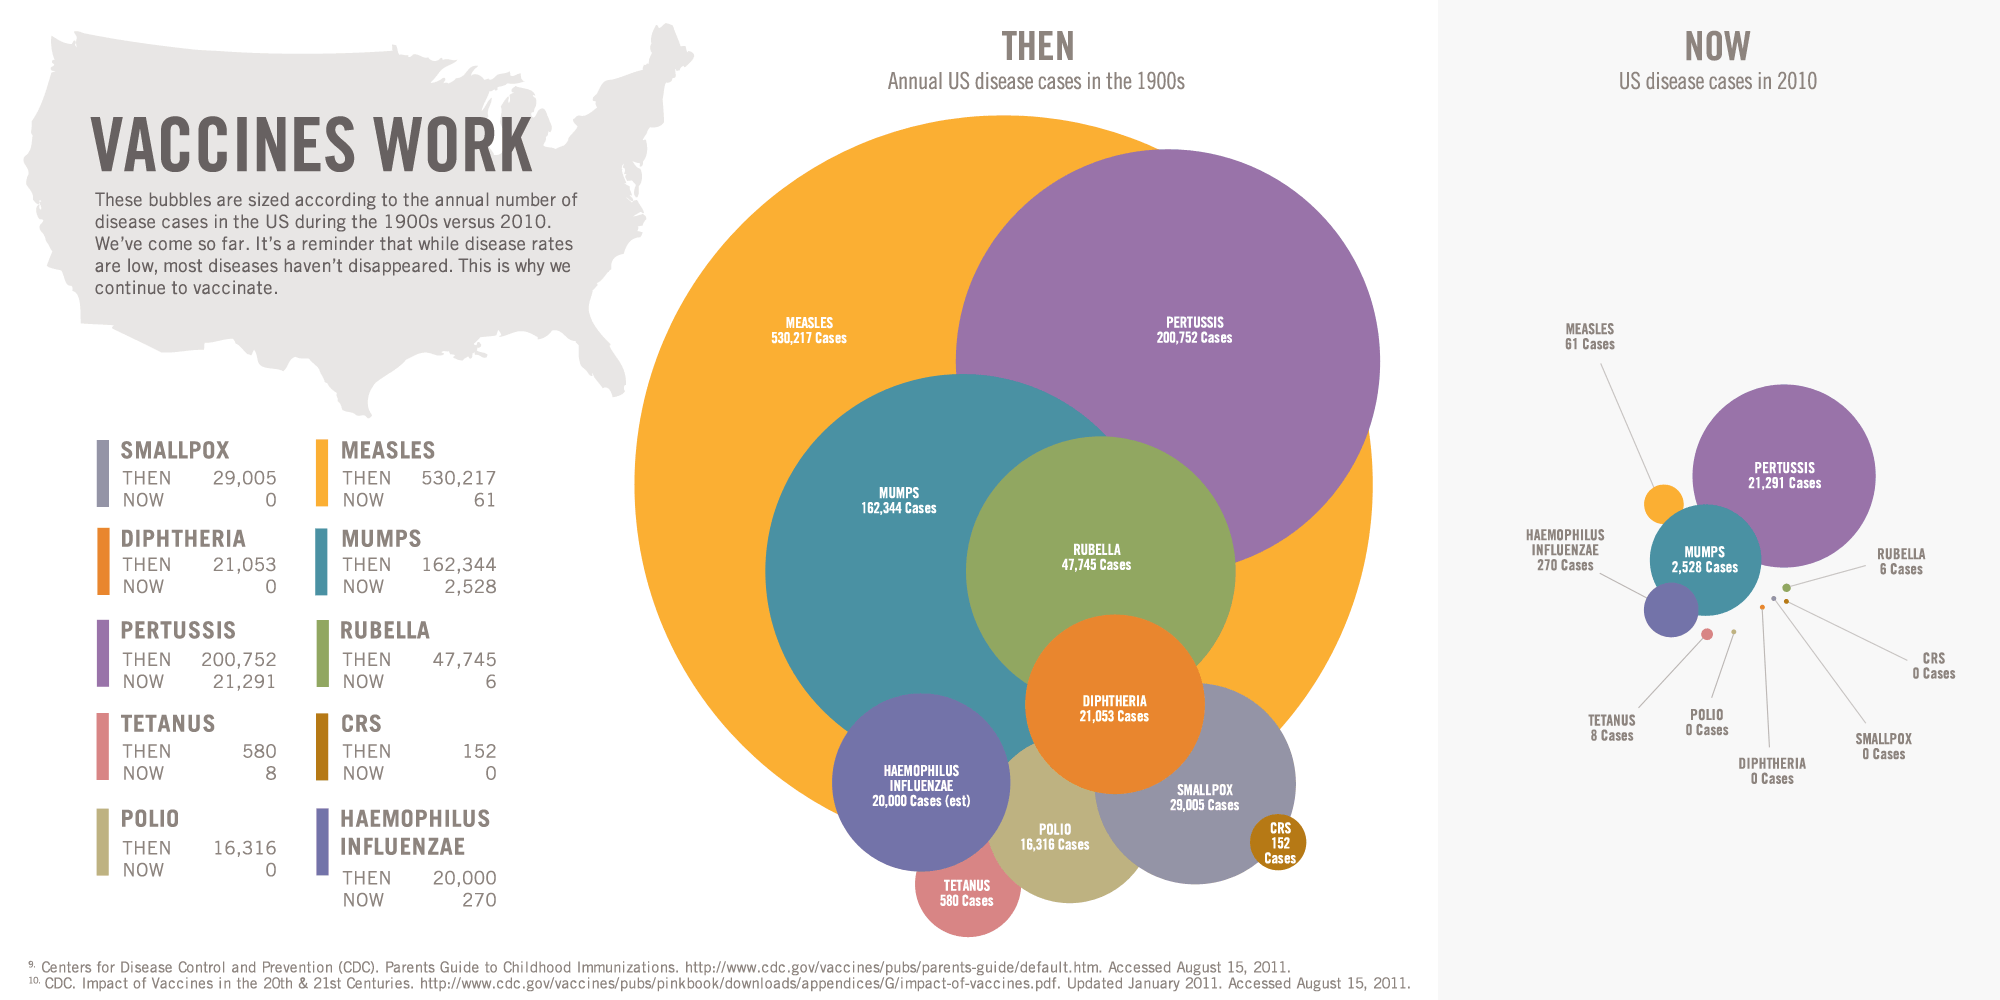 VACCINES WORK
These bubbles are sized according to the annual number of
disease cases in the US during the 1900s versus 2010.
We've come so far. It's a reminder that while disease rates
are low, most diseases haven't disappeared. This is why we
continue to vaccinate.
SMALLPOX
THEN 29,005
NOW 0
MEASLES
THEN 530,217
NOW 61
DIPHTHERIA
THEN 21,053
NOW 0
MUMPS
THEN 162,344
NOW 2,528
PERTUSSIS
THEN 200,752
NOW 21,291
RUBELLA
THEN 47,745
NOW 6
TETANUS
THEN 580
NOW 8
CRS
THEN 152
NOW 0
POLIO
THEN 16,316
NOW 0
HAEMOPHILUS
INFLUENZAE
THEN 20,000
NOW 270
THEN
Annual US disease cases in the 1900s
MEASLES
530,217 Cases
PERTUSSIS
200,752 Cases
MUMPS
162,344 Cases
RUBELLA
47,745 Cases
DIPHTHERIA
21,053 Cases
HAEMOPHILUS
INFLUENZAE
20,000 Cases (est)
SMALLPOX
29,005 Cases
POLIO
16,316 Cases
CRS
152
Cases
TETANUS
580 Cases
NOW
US disease cases in 2010
MEASLES
61 Cases
PERTUSSIS
21,291 Cases
HAEMOPHILUS
INFLUENZAE
270 Cases
MUMPS
2,528 Cases
RUBELLA
6 Cases
CRS
0 Cases
TETANUS
8 Cases
POLIO
0 Cases
SMALLPOX
0 Cases
DIPHTHERIA
0 Cases
9. Centers for Disease Control and Prevention (CDC). Parents Guide to Childhood Immunizations. http://www.cdc.gov/vaccines/pubs/parents-guide/default.htm. Accessed August 15, 2011.
10. CDC. Impact of Vaccines in the 20th & 21st Centuries. http://www.cdc.gov/vaccines/pubs/pinkbook/downloads/appendices/G/impact-of-vaccines.pdf. Updated January 2011. Accessed August 15, 2011.